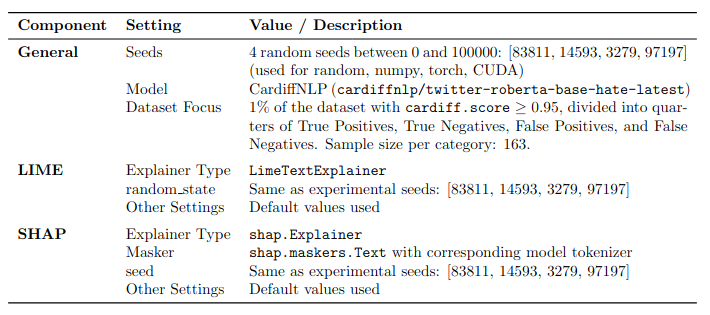 Component Setting Value / Description
General Seeds 4 random seeds between 0 and 100000: [83811, 14593, 3279, 97197]
(used for random, numpy, torch, CUDA)
Model CardiffNLP (cardiffnlp/twitter-roberta-base-hate-latest)
Dataset Focus 1% of the dataset with cardiff.score ≥ 0.95, divided into quar-
ters of True Positives, True Negatives, False Positives, and False
Negatives. Sample size per category: 163.
LIME Explainer Type LimeTextExplainer
random_state Same as experimental seeds: [83811, 14593, 3279, 97197]
Other Settings Default values used
SHAP Explainer Type shap.Explainer
Masker shap.maskers.Text with corresponding model tokenizer
seed Same as experimental seeds: [83811, 14593, 3279, 97197]
Other Settings Default values used